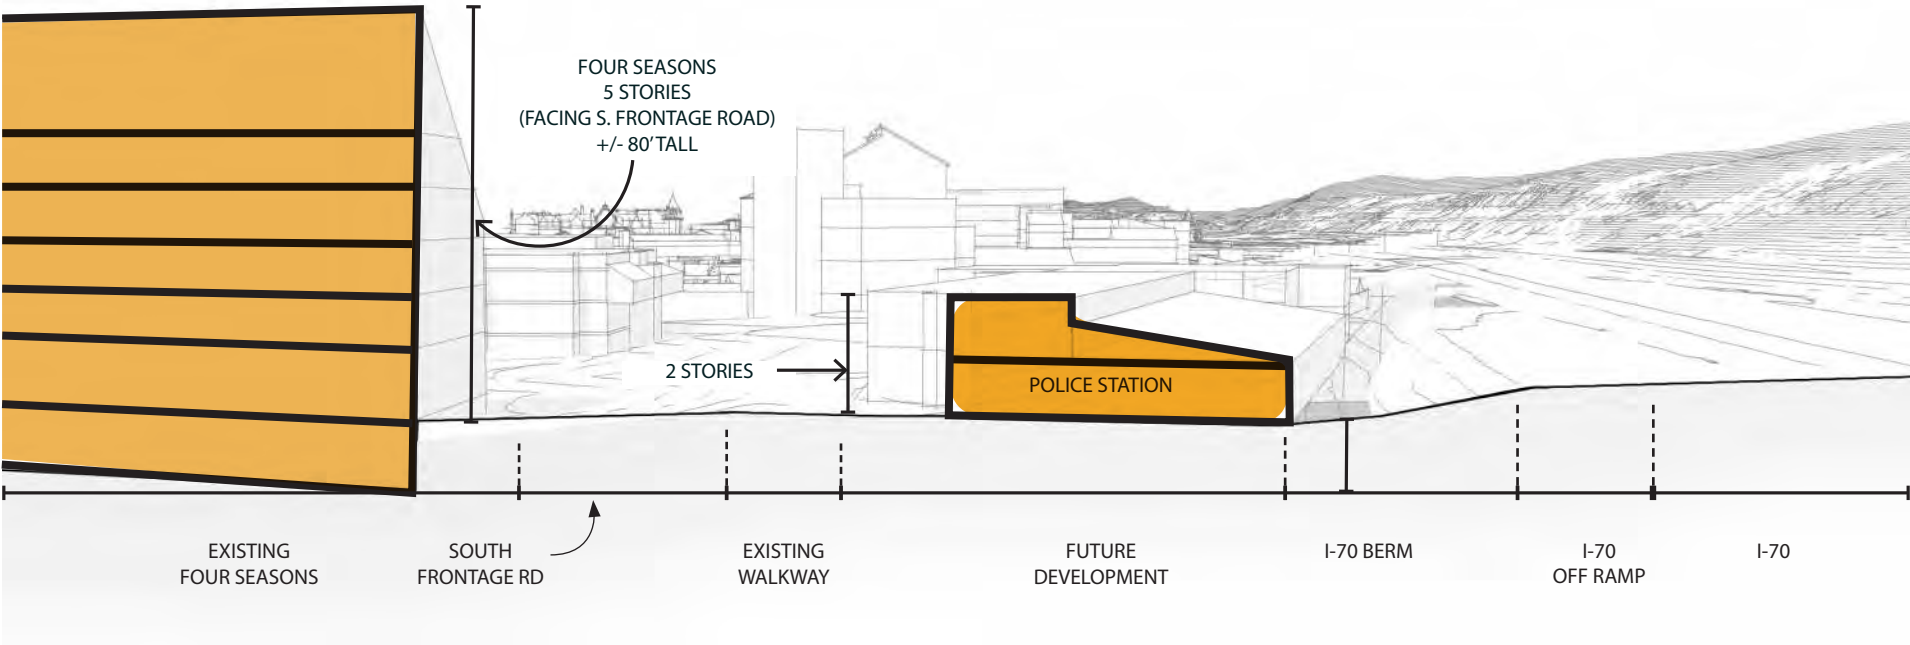 FOUR SEASONS
5 STORIES
(FACING S. FRONTAGE ROAD)
+/- 80' TALL
2 STORIES
POLICE STATION
EXISTING
FOUR SEASONS
SOUTH
FRONTAGE RD
EXISTING
WALKWAY
FUTURE
DEVELOPMENT
I-70 BERM
I-70
OFF RAMP
I-70